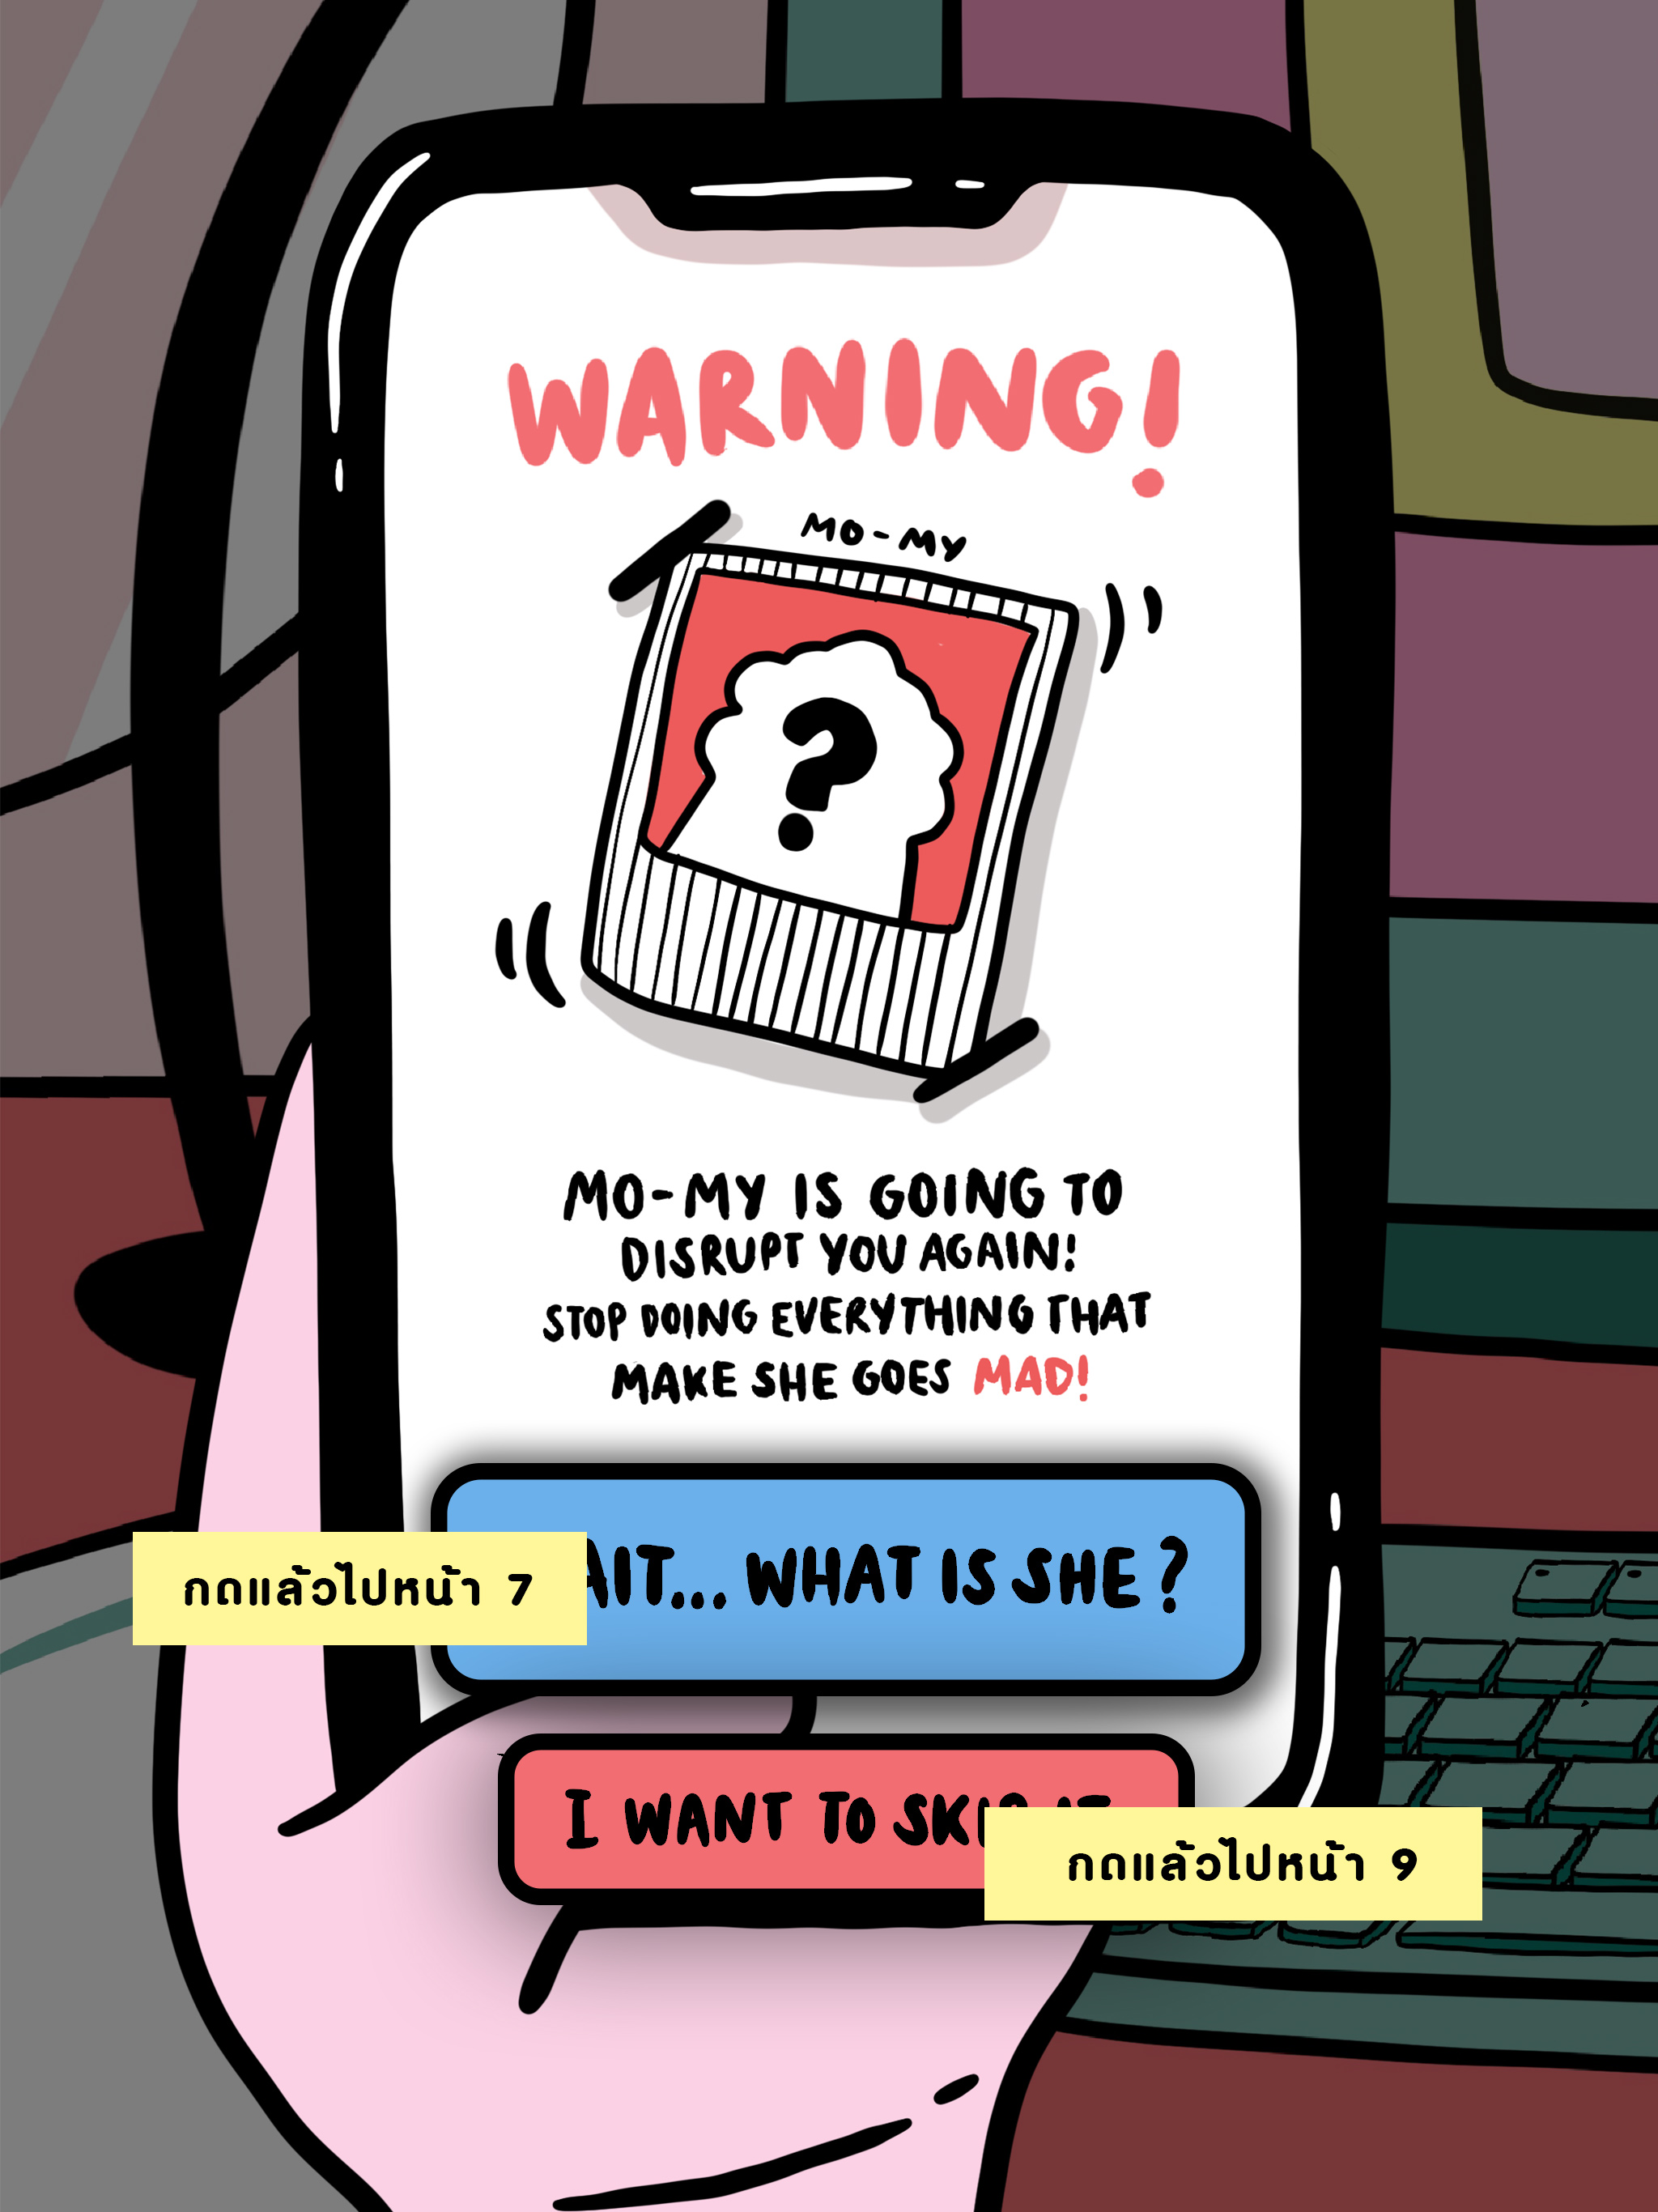 WARNING!
MO-MY
?
MO-MY IS GOING TO
DISRUPT YOU AGAIN!
STOP DOING EVERYTHING THAT
MAKE SHE GOES MAD!
AIT... WHAT IS SHE?
กดแล้วไปหน้า 7
I WANT TO
กดแล้วไปหน้า 9